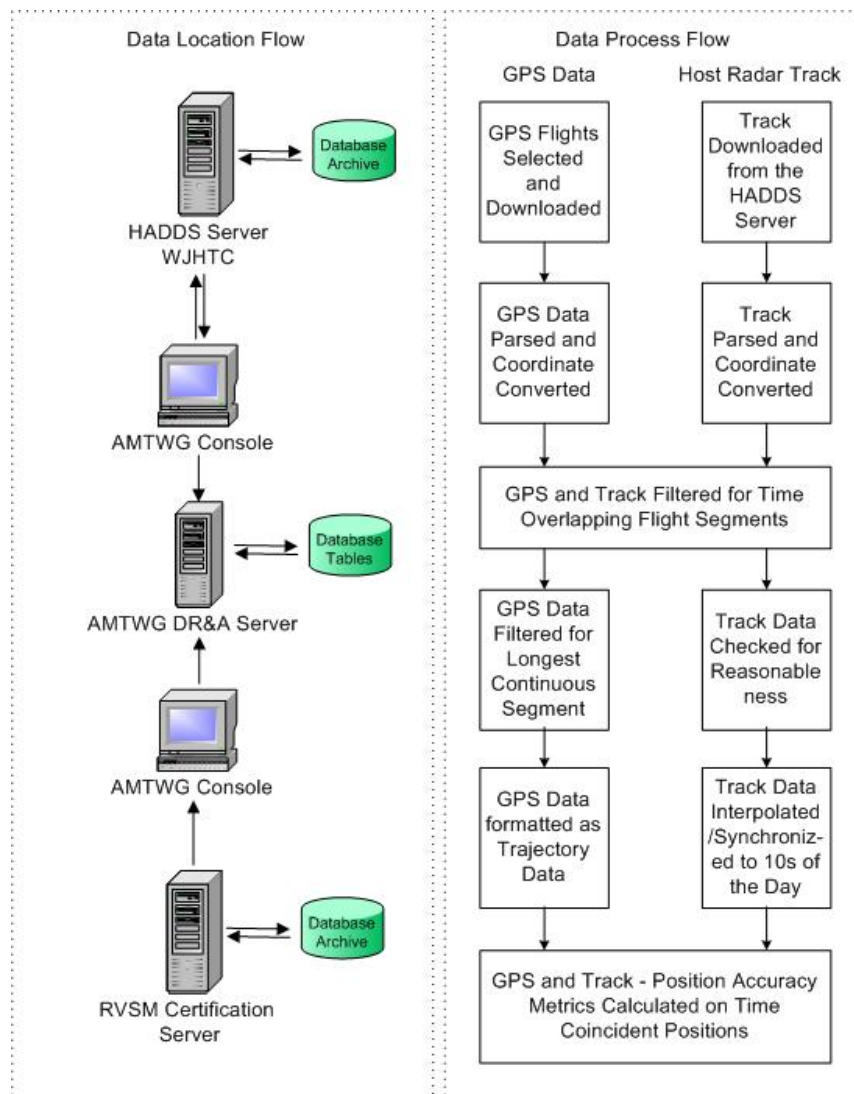 Data Location Flow
Database
Archive
HADDS Server
WJHTC
AMTWG Console
Database
Tables
AMTWG DR&A Server
AMTWG Console
Database
Archive
RVSM Certification
Server
Data Process Flow
GPS Data
Host Radar Track
GPS Flights
Selected
and
Downloaded
Track
Downloaded
from the
HADDS
Server
GPS Data
Parsed and
Coordinate
Converted
Track
Parsed and
Coordinate
Converted
GPS and Track Filtered for Time
Overlapping Flight Segments
GPS Data
Filtered for
Longest
Continuous
Segment
Track Data
Checked for
Reasonable
ness
GPS Data
formatted as
Trajectory
Data
Track Data
Interpolated
/Synchroniz-
ed to 10s of
the Day
GPS and Track - Position Accuracy
Metrics Calculated on Time
Coincident Positions